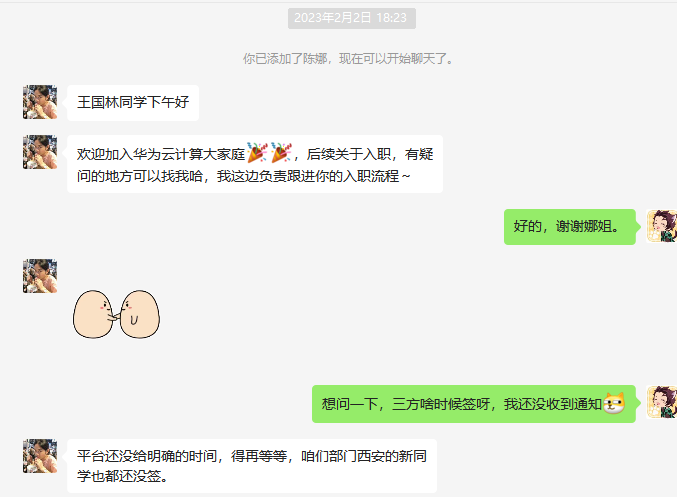 2023年2月2日 18:23
你已添加了陈娜，现在可以开始聊天了。
王国林同学下午好
欢迎加入华为云计算大家庭🎉🎉，后续关于入职，有疑
问的地方可以找我哈，我这边负责跟进你的入职流程～
好的，谢谢娜姐。
想问一下，三方啥时候签呀，我还没收到通知
平台还没给明确的时间，得再等等，咱们部门西安的新同
学也都还没签。